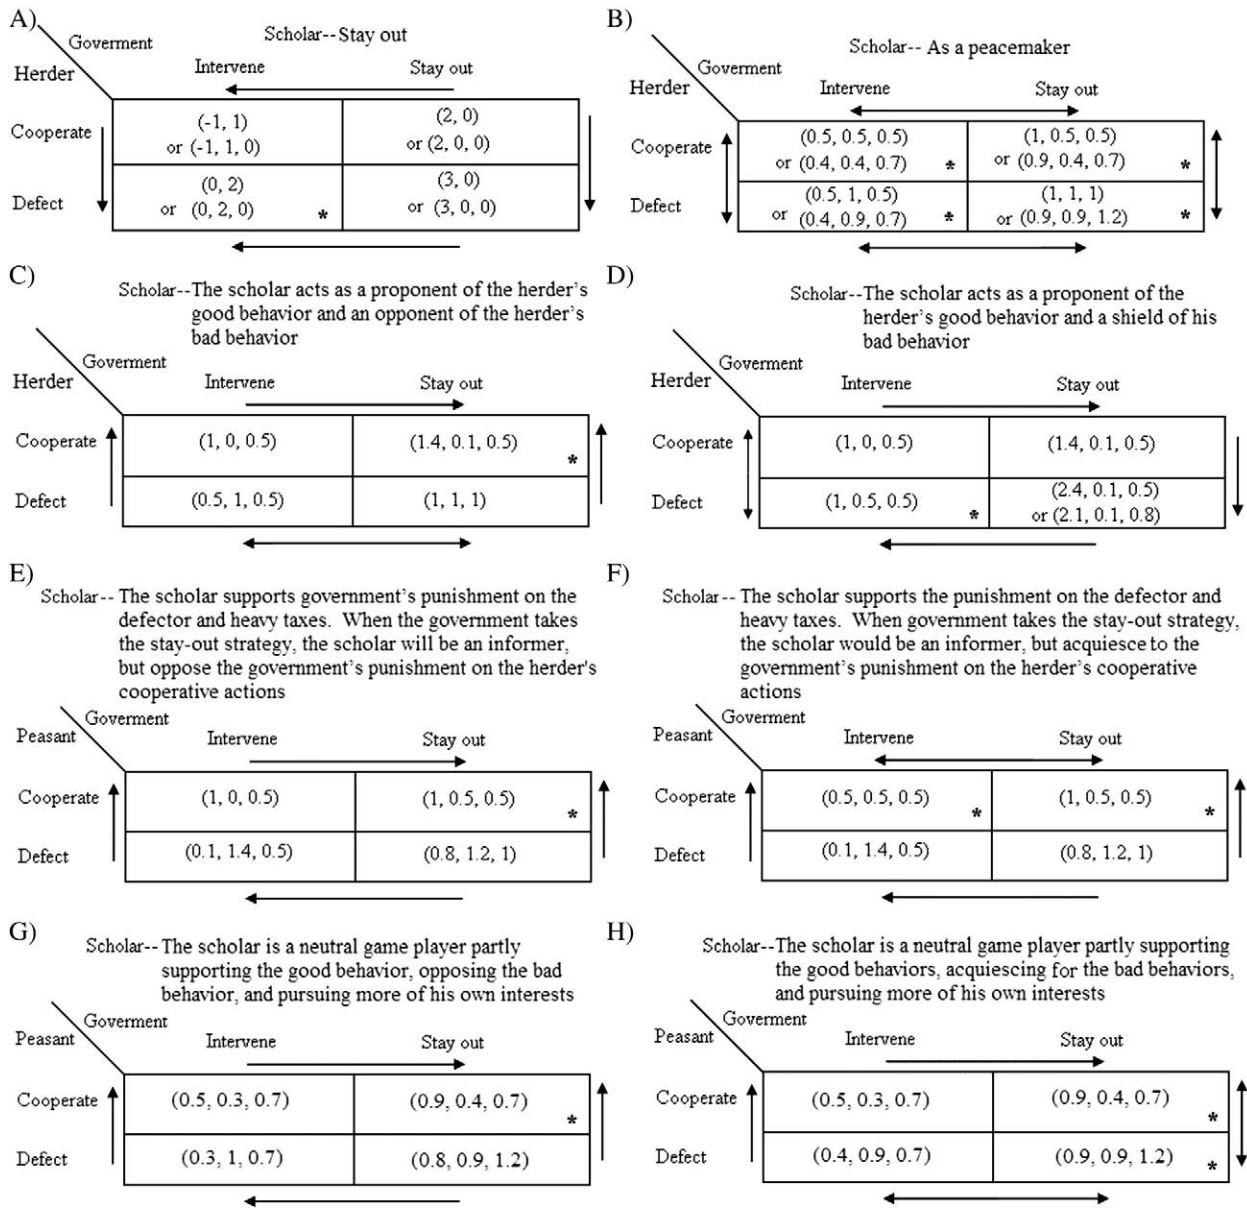 A)
Goverment
Scholar-- Stay out
Herder
Intervene
Stay out
Cooperate
(-1, 1)
or (-1, 1, 0)
(2, 0)
or (2, 0, 0)
Defect
(0, 2)
or (0, 2, 0)
*
(3, 0)
or (3, 0, 0)
B)
Scholar-- As a peacemaker
Goverment
Herder
Intervene
Stay out
Cooperate
(0.5, 0.5, 0.5)
or (0.4, 0.4, 0.7)
*
(1, 0.5, 0.5)
or (0.9, 0.4, 0.7)
*
Defect
(0.5, 1, 0.5)
or (0.4, 0.9, 0.7)
*
(1, 1, 1)
or (0.9, 0.9, 1.2)
*
C)
Scholar--The scholar acts as a proponent of the herder's
good behavior and an opponent of the herder's
bad behavior
Goverment
Herder
Intervene
Stay out
Cooperate
(1, 0, 0.5)
(1.4, 0.1, 0.5)
*
Defect
(0.5, 1, 0.5)
(1, 1, 1)
D)
Scholar--The scholar acts as a proponent of the
herder's good behavior and a shield of his
bad behavior
Goverment
Herder
Intervene
Stay out
Cooperate
(1, 0, 0.5)
(1.4, 0.1, 0.5)
Defect
(1, 0.5, 0.5)
*
(2.4, 0.1, 0.5)
or (2.1, 0.1, 0.8)
E)
Scholar-- The scholar supports government's punishment on the
defector and heavy taxes. When the government takes
the stay-out strategy, the scholar will be an informer,
but oppose the government's punishment on the herder's
cooperative actions
Goverment
Peasant
Intervene
Stay out
Cooperate
(1, 0, 0.5)
(1, 0.5, 0.5)
*
Defect
(0.1, 1.4, 0.5)
(0.8, 1.2, 1)
F)
Scholar-- The scholar supports the punishment on the defector and
heavy taxes. When government takes the stay-out strategy,
the scholar would be an informer, but acquiesce to the
government's punishment on the herder's cooperative
actions
Goverment
Peasant
Intervene
Stay out
Cooperate
(0.5, 0.5, 0.5)
*
(1, 0.5, 0.5)
*
Defect
(0.1, 1.4, 0.5)
(0.8, 1.2, 1)
G)
Scholar-- The scholar is a neutral game player partly
supporting the good behavior, opposing the bad
behavior, and pursuing more of his own interests
Goverment
Peasant
Intervene
Stay out
Cooperate
(0.5, 0.3, 0.7)
(0.9, 0.4, 0.7)
*
Defect
(0.3, 1, 0.7)
(0.8, 0.9, 1.2)
H)
Scholar--The scholar is a neutral game player partly supporting
the good behaviors, acquiescing for the bad behaviors,
and pursuing more of his own interests
Goverment
Peasant
Intervene
Stay out
Cooperate
(0.5, 0.3, 0.7)
(0.9, 0.4, 0.7)
*
Defect
(0.4, 0.9, 0.7)
(0.9, 0.9, 1.2)
*